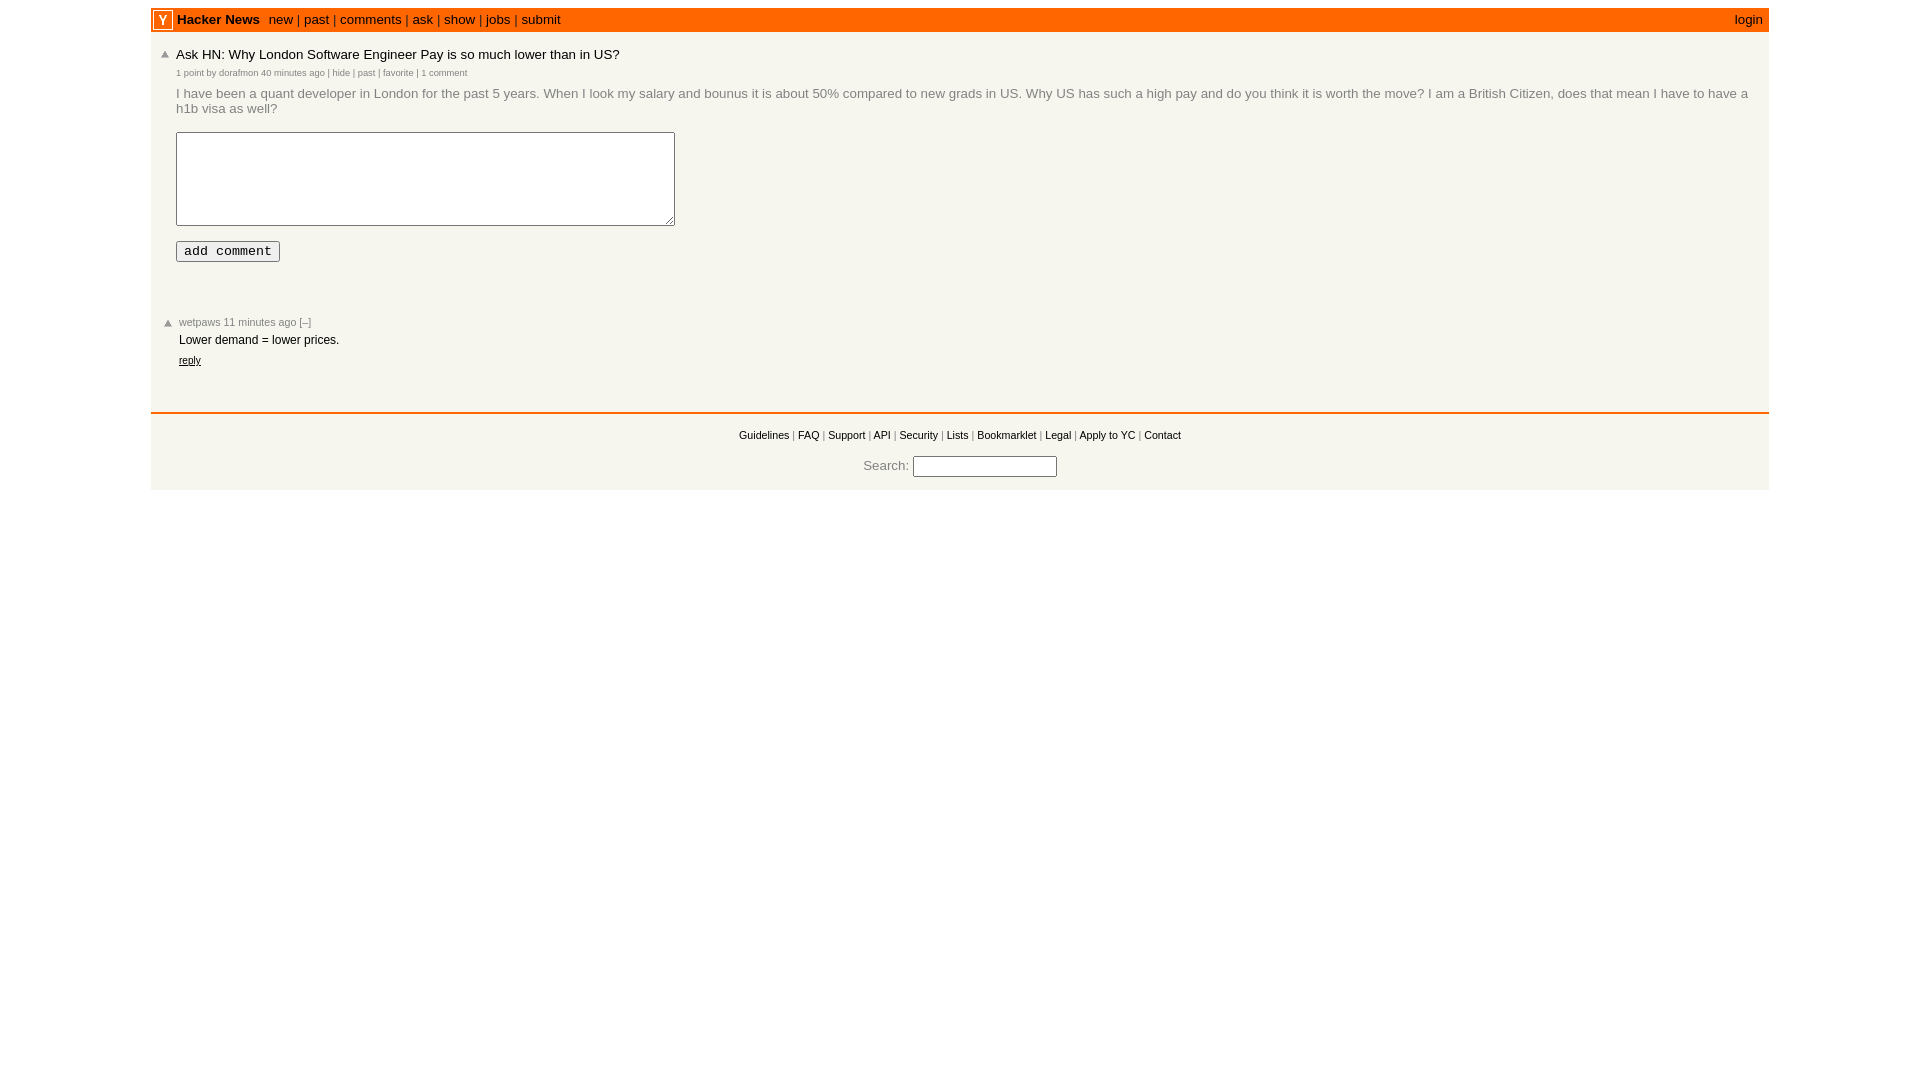 Y Hacker News new | past | comments | ask | show | jobs | submit login
Ask HN: Why London Software Engineer Pay is so much lower than in US?
1 point by dorafmon 40 minutes ago | hide | past | favorite | 1 comment
I have been a quant developer in London for the past 5 years. When I look my salary and bounus it is about 50% compared to new grads in US. Why US has such a high pay and do you think it is worth the move? I am a British Citizen, does that mean I have to have a
h1b visa as well?
add comment
wetpaws 11 minutes ago [–]
Lower demand = lower prices.
reply
Guidelines | FAQ | Support | API | Security | Lists | Bookmarklet | Legal | Apply to YC | Contact
Search: